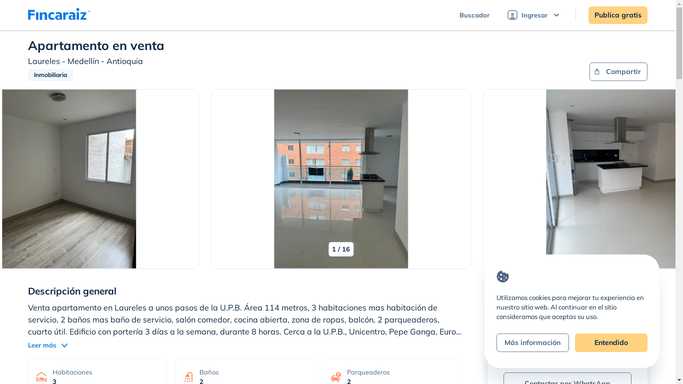 Fincaraiz
Buscador
Ingresar
Publica gratis
Apartamento en venta
Laureles - Medellín - Antioquia
Inmobiliaria
Compartir
1 / 16
Descripción general
Venta apartamento en Laureles a unos pasos de la U.P.B. Área 114 metros, 3 habitaciones mas habitación de
servicio, 2 baños mas baño de servicio, salón comedor, cocina abierta, zona de ropas, balcón, 2 parqueaderos,
cuarto útil. Edificio con portería 3 días a la semana, durante 8 horas. Cerca a la U.P.B., Unicentro, Pepe Ganga, Euro...
Leer más
Habitaciones
3
Baños
2
Parqueaderos
2
Utilizamos cookies para mejorar tu experiencia en
nuestro sitio web. Al continuar en el sitio
consideramos que aceptas su uso.
Más información
Entendido
Contactar por WhatsApp